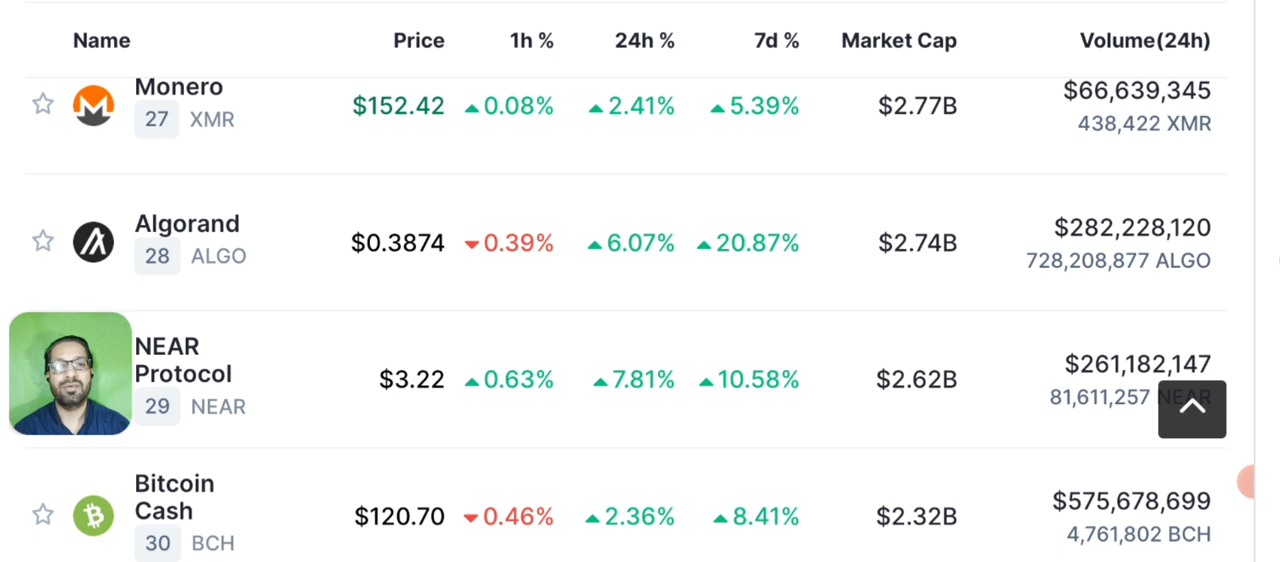 Name Price 1h % 24h % 7d % Market Cap Volume(24h)
Monero
27 XMR
$152.42 0.08% 2.41% 5.39% $2.77B
$66,639,345
438,422 XMR
Algorand
28 ALGO
$0.3874 0.39% 6.07% 20.87% $2.74B
$282,228,120
728,208,877 ALGO
NEAR
Protocol
29 NEAR
$3.22 0.63% 7.81% 10.58% $2.62B
$261,182,147
81,611,257 NEAR
Bitcoin
Cash
30 BCH
$120.70 0.46% 2.36% 8.41% $2.32B
$575,678,699
4,761,802 BCH